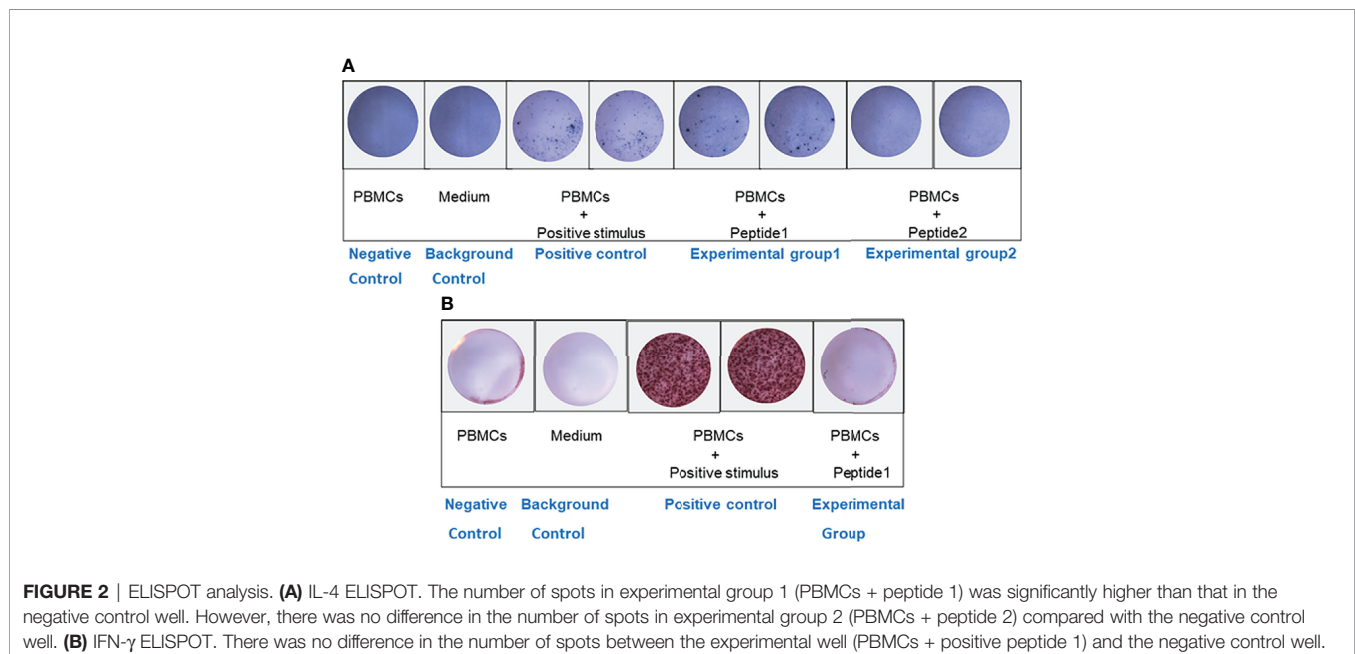 A
PBMCs Medium PBMCs PBMCs PBMCs
+ + +
Positive stimulus Peptide1 Peptide2
Negative Background Positive control Experimental group1 Experimental group2
Control Control
B
PBMCs Medium PBMCs PBMCs
+ +
Positive stimulus Peptide1
Negative Background Positive control Experimental
Control Control Group
FIGURE 2 | ELISPOT analysis. (A) IL-4 ELISPOT. The number of spots in experimental group 1 (PBMCs + peptide 1) was significantly higher than that in the
negative control well. However, there was no difference in the number of spots in experimental group 2 (PBMCs + peptide 2) compared with the negative control
well. (B) IFN-γ ELISPOT. There was no difference in the number of spots between the experimental well (PBMCs + positive peptide 1) and the negative control well.